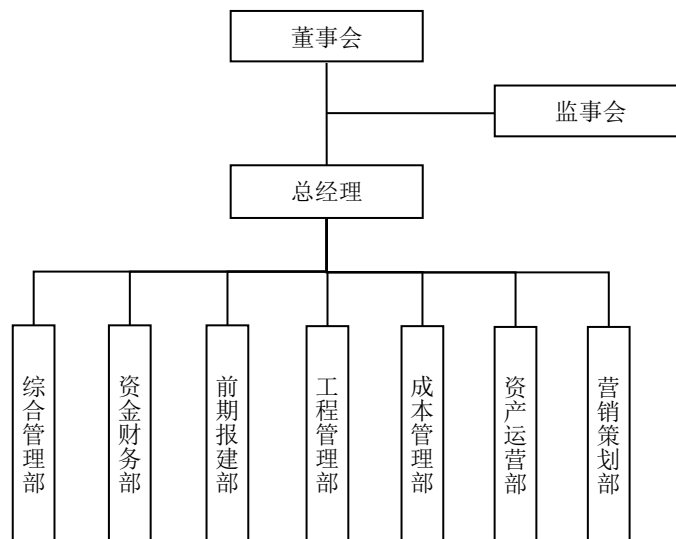 董事会
监事会
总经理
综合管理部
资金财务部
前期报建部
工程管理部
成本管理部
资产运营部
营销策划部